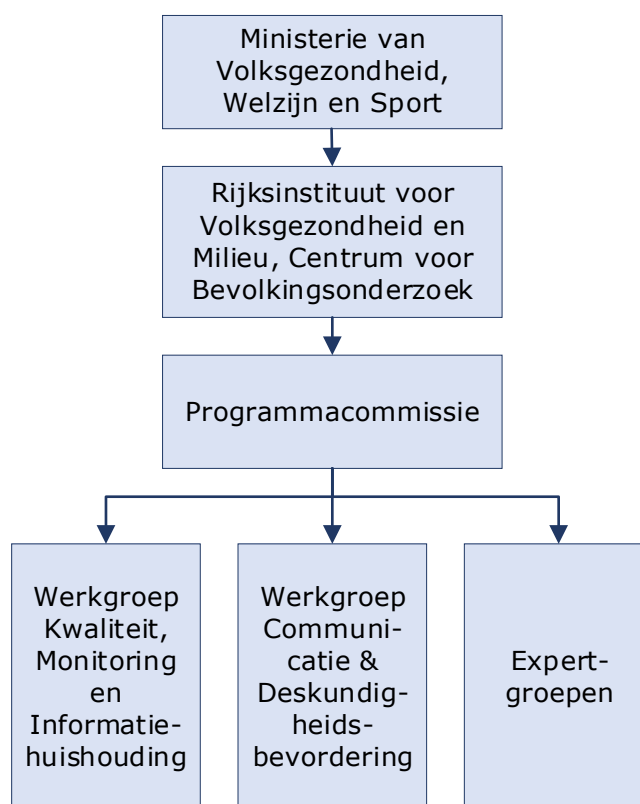 Ministerie van
Volksgezondheid,
Welzijn en Sport
Rijksinstituut voor
Volksgezondheid en
Milieu, Centrum voor
Bevolkingsonderzoek
Programmacommissie
Werkgroep
Kwaliteit,
Monitoring
en
Informatie-
huishouding
Werkgroep
Communi-
catie &
Deskundig-
heids-
bevordering
Expert-
groepen